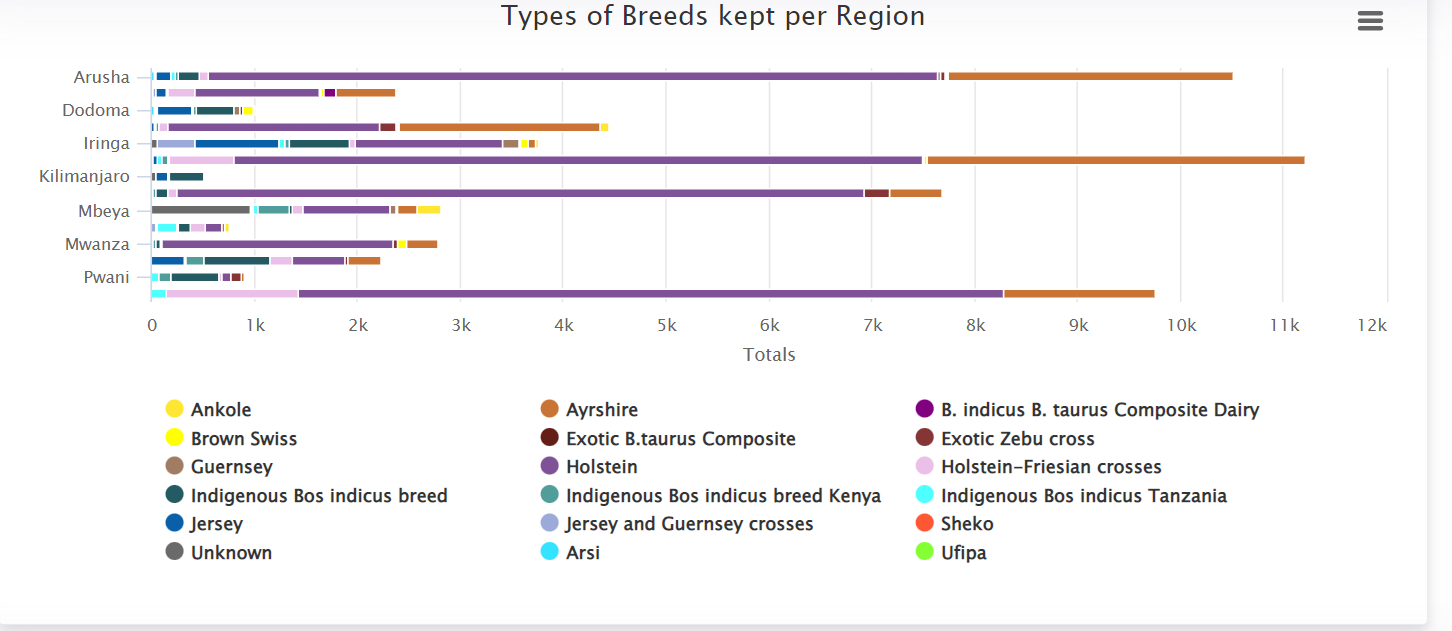 Types of Breeds kept per Region
Arusha
Dodoma
Iringa
Kilimanjaro
Mbeya
Mwanza
Pwani
0 1k 2k 3k 4k 5k 6k 7k 8k 9k 10k 11k 12k
Totals
Ankole Ayrshire B. indicus B. taurus Composite Dairy
Brown Swiss Exotic B.taurus Composite Exotic Zebu cross
Guernsey Holstein Holstein-Friesian crosses
Indigenous Bos indicus breed Indigenous Bos indicus breed Kenya Indigenous Bos indicus Tanzania
Jersey Jersey and Guernsey crosses Sheko
Unknown Arsi Ufipa